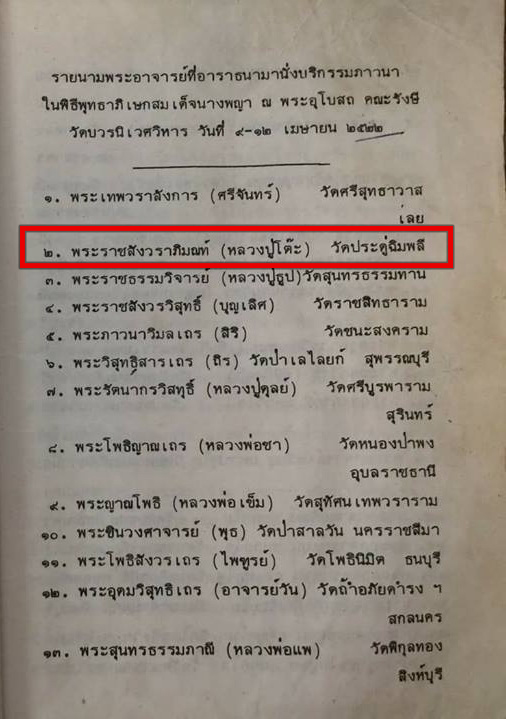 รายนามพระอาจารย์ที่อาราธนามานั่งบริกรรมภาวนา
ในพิธีพุทธาภิเษกสมเด็จนางพญา ณ พระอุโบสถ คณะรังษี
วัดบวรนิเวศวิหาร วันที่ ๙-๑๒ เมษายน ๒๕๒๒
๑. พระเทพวราลังการ (ศรีจันทร์) วัดศรีสุทธาวาส
เลย
๒. พระราชสังวราภิมณฑ์ (หลวงปู่โต๊ะ) วัดประดู่ฉิมพลี
๓. พระราชธรรมวิจารย์ (หลวงปู่ธูป) วัดสุนทรธรรมทาน
๔. พระราชสังวรวิสุทธิ์ (บุญเลิศ) วัดราชสิทธาราม
๕. พระภาวนาวิมลเถร (สิริ) วัดชนะสงคราม
๖. พระวิสุทธิสารเถร (ถิร) วัดป่าเลไลยก์ สุพรรณบุรี
๗. พระรัตนากรวิสุทธิ์ (หลวงปู่ดุลย์) วัดศรีบูรพาราม
สุรินทร์
๘. พระโพธิญาณเถร (หลวงพ่อชา) วัดหนองป่าพง
อุบลราชธานี
๙. พระญาณโพธิ (หลวงพ่อเข็ม) วัดสุทัศนเทพวราราม
๑๐. พระชินวงศาจารย์ (พุธ) วัดป่าสาลวัน นครราชสีมา
๑๑. พระโพธิสังวรเถร (ไพฑูรย์) วัดโพธินิมิต ธนบุรี
๑๒. พระอุดมวิสุทธิเถร (อาจารย์วัน) วัดถ้ำอภัยดำรง ฯ
สกลนคร
๑๓. พระสุนทรธรรมภาณี (หลวงพ่อแพ) วัดพิกุลทอง
สิงห์บุรี